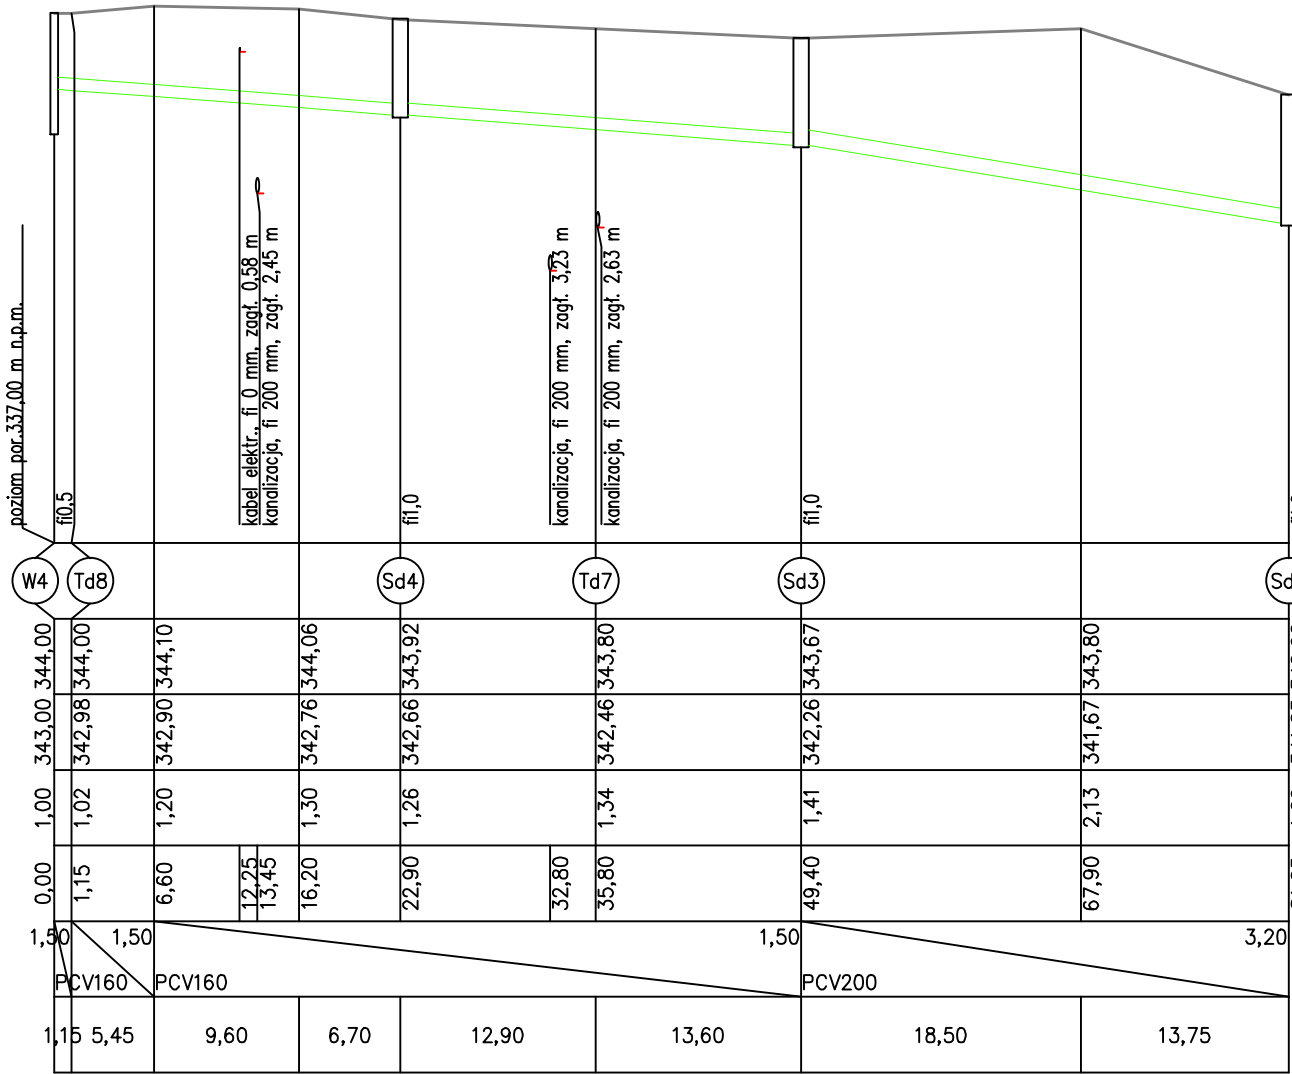 poziom por.337,00 m n.p.m.
fi0,5
kabel elektr., fi 0 mm, zagł. 0,58 m
kanalizacja, fi 200 mm, zagł. 2,45 m
fi1,0
kanalizacja, fi 200 mm, zagł. 3,23 m
kanalizacja, fi 200 mm, zagł. 2,63 m
fi1,0
W4 Td8 Sd4 Td7 Sd3 Sd
344,00 344,00 344,10 344,06 343,92 343,80 343,67 343,80
343,00 342,98 342,90 342,76 342,66 342,46 342,26 341,67
1,00 1,02 1,20 1,30 1,26 1,34 1,41 2,13
0,00 1,15 6,60 12,25 13,45 16,20 22,90 32,80 35,80 49,40 67,90
1,50 1,50 1,50 3,20
PCV160 PCV160 PCV200
1,15 5,45 9,60 6,70 12,90 13,60 18,50 13,75